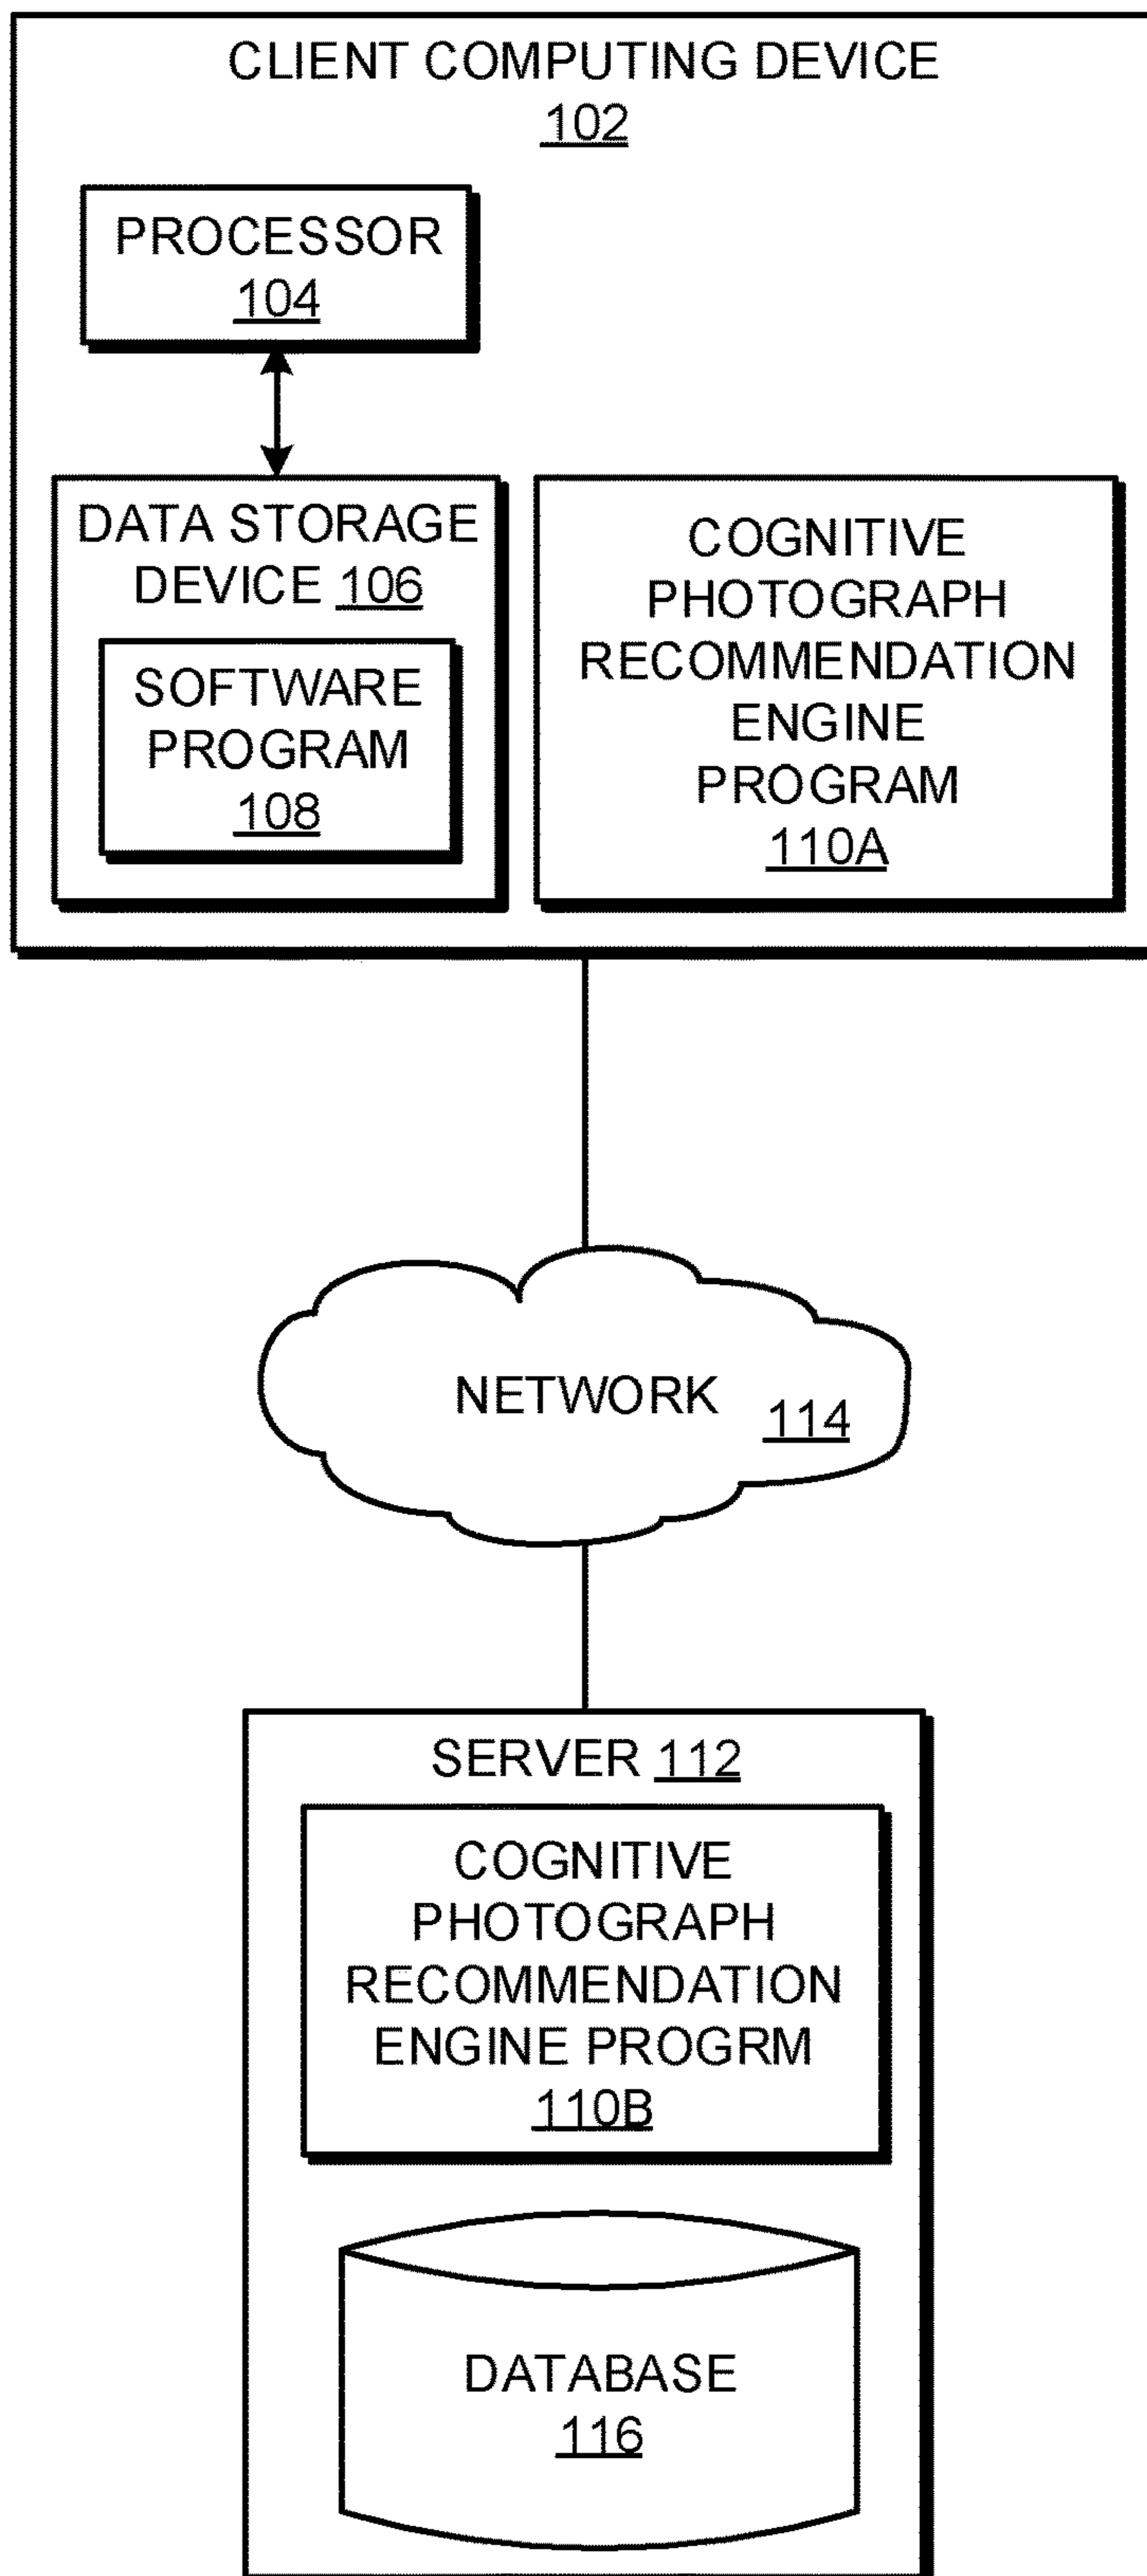 CLIENT COMPUTING DEVICE
102
PROCESSOR
104
DATA STORAGE
DEVICE 106
SOFTWARE
PROGRAM
108
COGNITIVE
PHOTOGRAPH
RECOMMENDATION
ENGINE
PROGRAM
110A
NETWORK 114
SERVER 112
COGNITIVE
PHOTOGRAPH
RECOMMENDATION
ENGINE PROGRM
110B
DATABASE
116